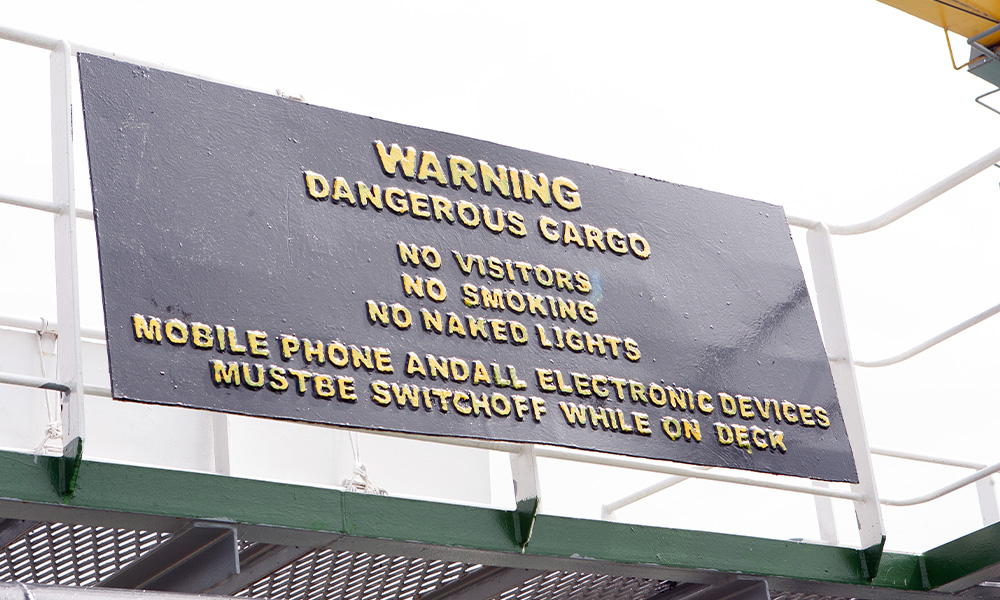 WARNING
DANGEROUS CARGO
NO VISITORS
NO SMOKING
NO NAKED LIGHTS
MOBILE PHONE ANDALL ELECTRONIC DEVICES
MUSTBE SWITCHOFF WHILE ON DECK